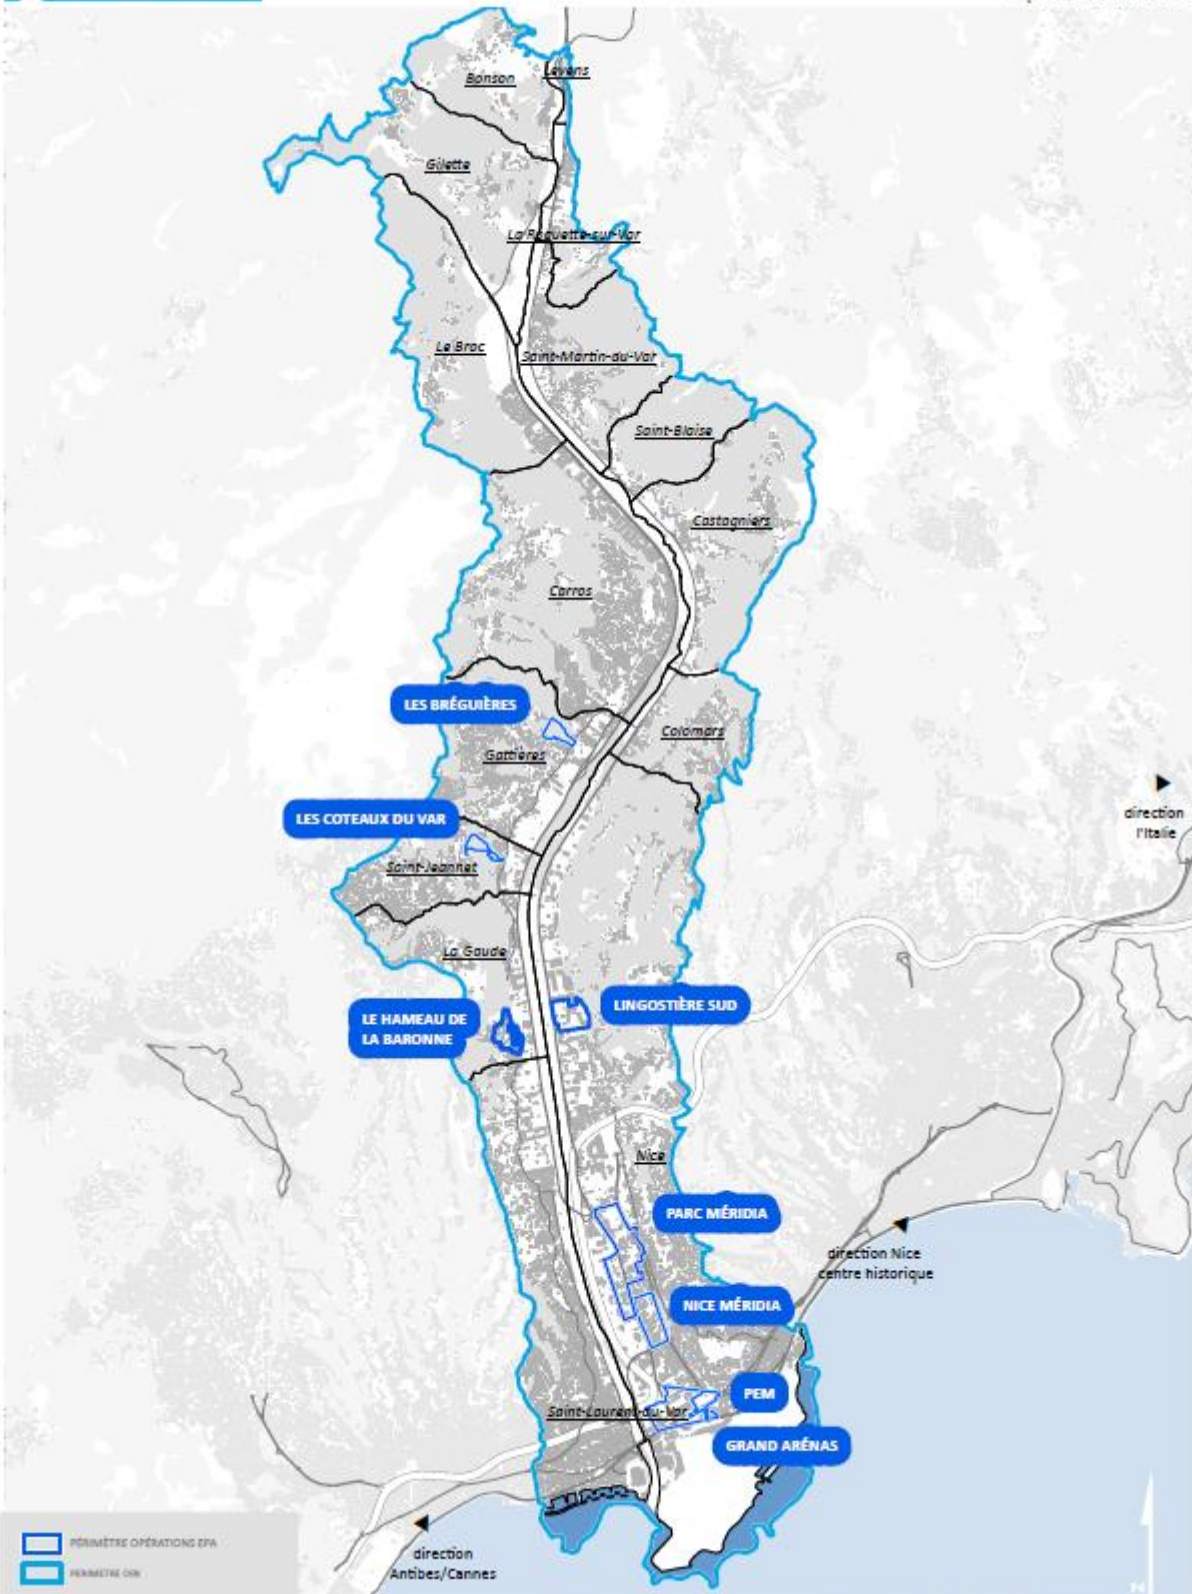 Bonson
Levens
Gilette
La Roquette-sur-Var
Le Broc
Saint-Martin-du-Var
Saint-Blaise
Castagniers
Carros
LES BRÉGUIÈRES
Gattières
Colomars
direction
l'Italie
LES COTEAUX DU VAR
Saint-Jeannet
La Gaude
LINGOSTIÈRE SUD
LE HAMEAU DE
LA BARONNE
Nice
PARC MÉRIDIA
direction Nice
centre historique
NICE MÉRIDIA
PEM
Saint-Laurent-du-Var
GRAND ARÉNAS
PÉRIMÈTRE OPÉRATIONS EPA
PERIMETRE OIN
direction
Antibes/Cannes